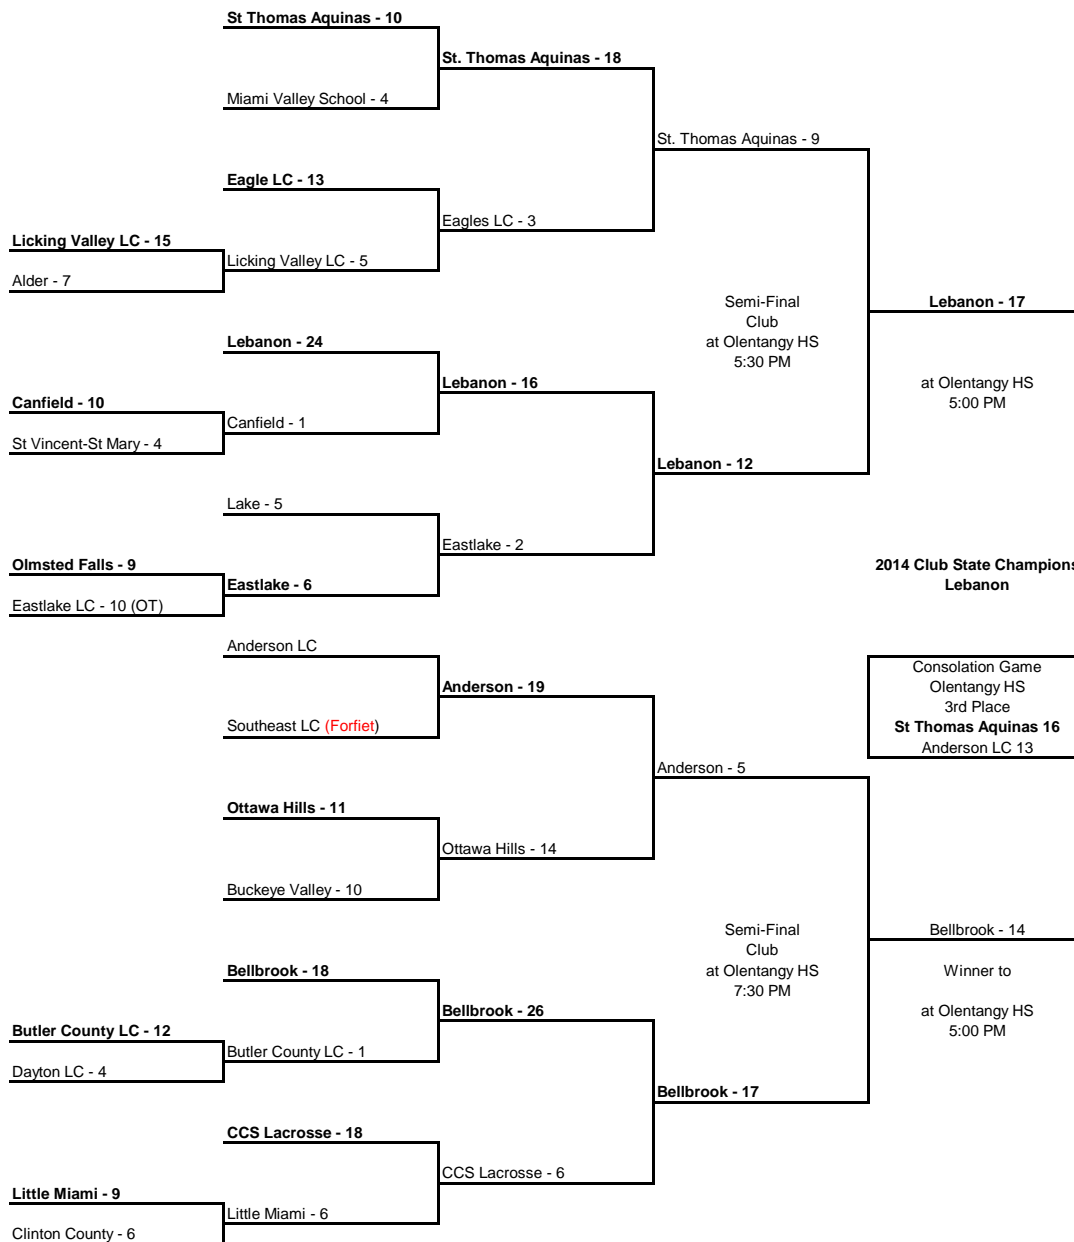 St Thomas Aquinas - 10
St. Thomas Aquinas - 18
Miami Valley School - 4
St. Thomas Aquinas - 9
Eagle LC - 13
Eagles LC - 3
Licking Valley LC - 15
Licking Valley LC - 5
Alder - 7
Semi-Final
Club
at Olentangy HS
5:30 PM
Lebanon - 17
Lebanon - 24
Lebanon - 16
at Olentangy HS
5:00 PM
Canfield - 10
Canfield - 1
St Vincent-St Mary - 4
Lebanon - 12
Lake - 5
Eastlake - 2
Olmsted Falls - 9
Eastlake - 6
Eastlake LC - 10 (OT)
2014 Club State Champions
Lebanon
Anderson LC
Anderson - 19
Southeast LC (Forfiet)
Consolation Game
Olentangy HS
3rd Place
St Thomas Aquinas 16
Anderson LC 13
Anderson - 5
Ottawa Hills - 11
Ottawa Hills - 14
Buckeye Valley - 10
Semi-Final
Club
at Olentangy HS
7:30 PM
Bellbrook - 14
Winner to
at Olentangy HS
5:00 PM
Bellbrook - 18
Bellbrook - 26
Butler County LC - 12
Butler County LC - 1
Dayton LC - 4
Bellbrook - 17
CCS Lacrosse - 18
CCS Lacrosse - 6
Little Miami - 9
Little Miami - 6
Clinton County - 6